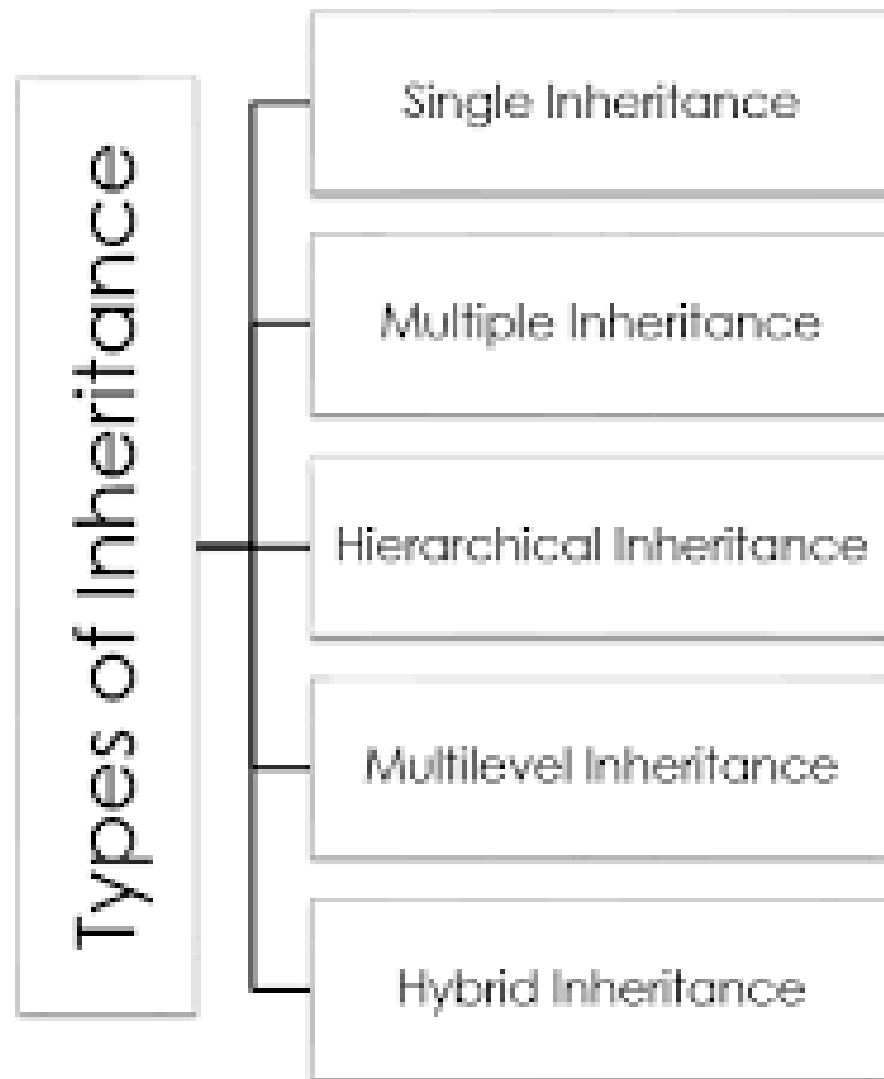 Types of Inheritance
Single Inheritance
Multiple Inheritance
Hierarchical Inheritance
Multilevel Inheritance
Hybrid Inheritance